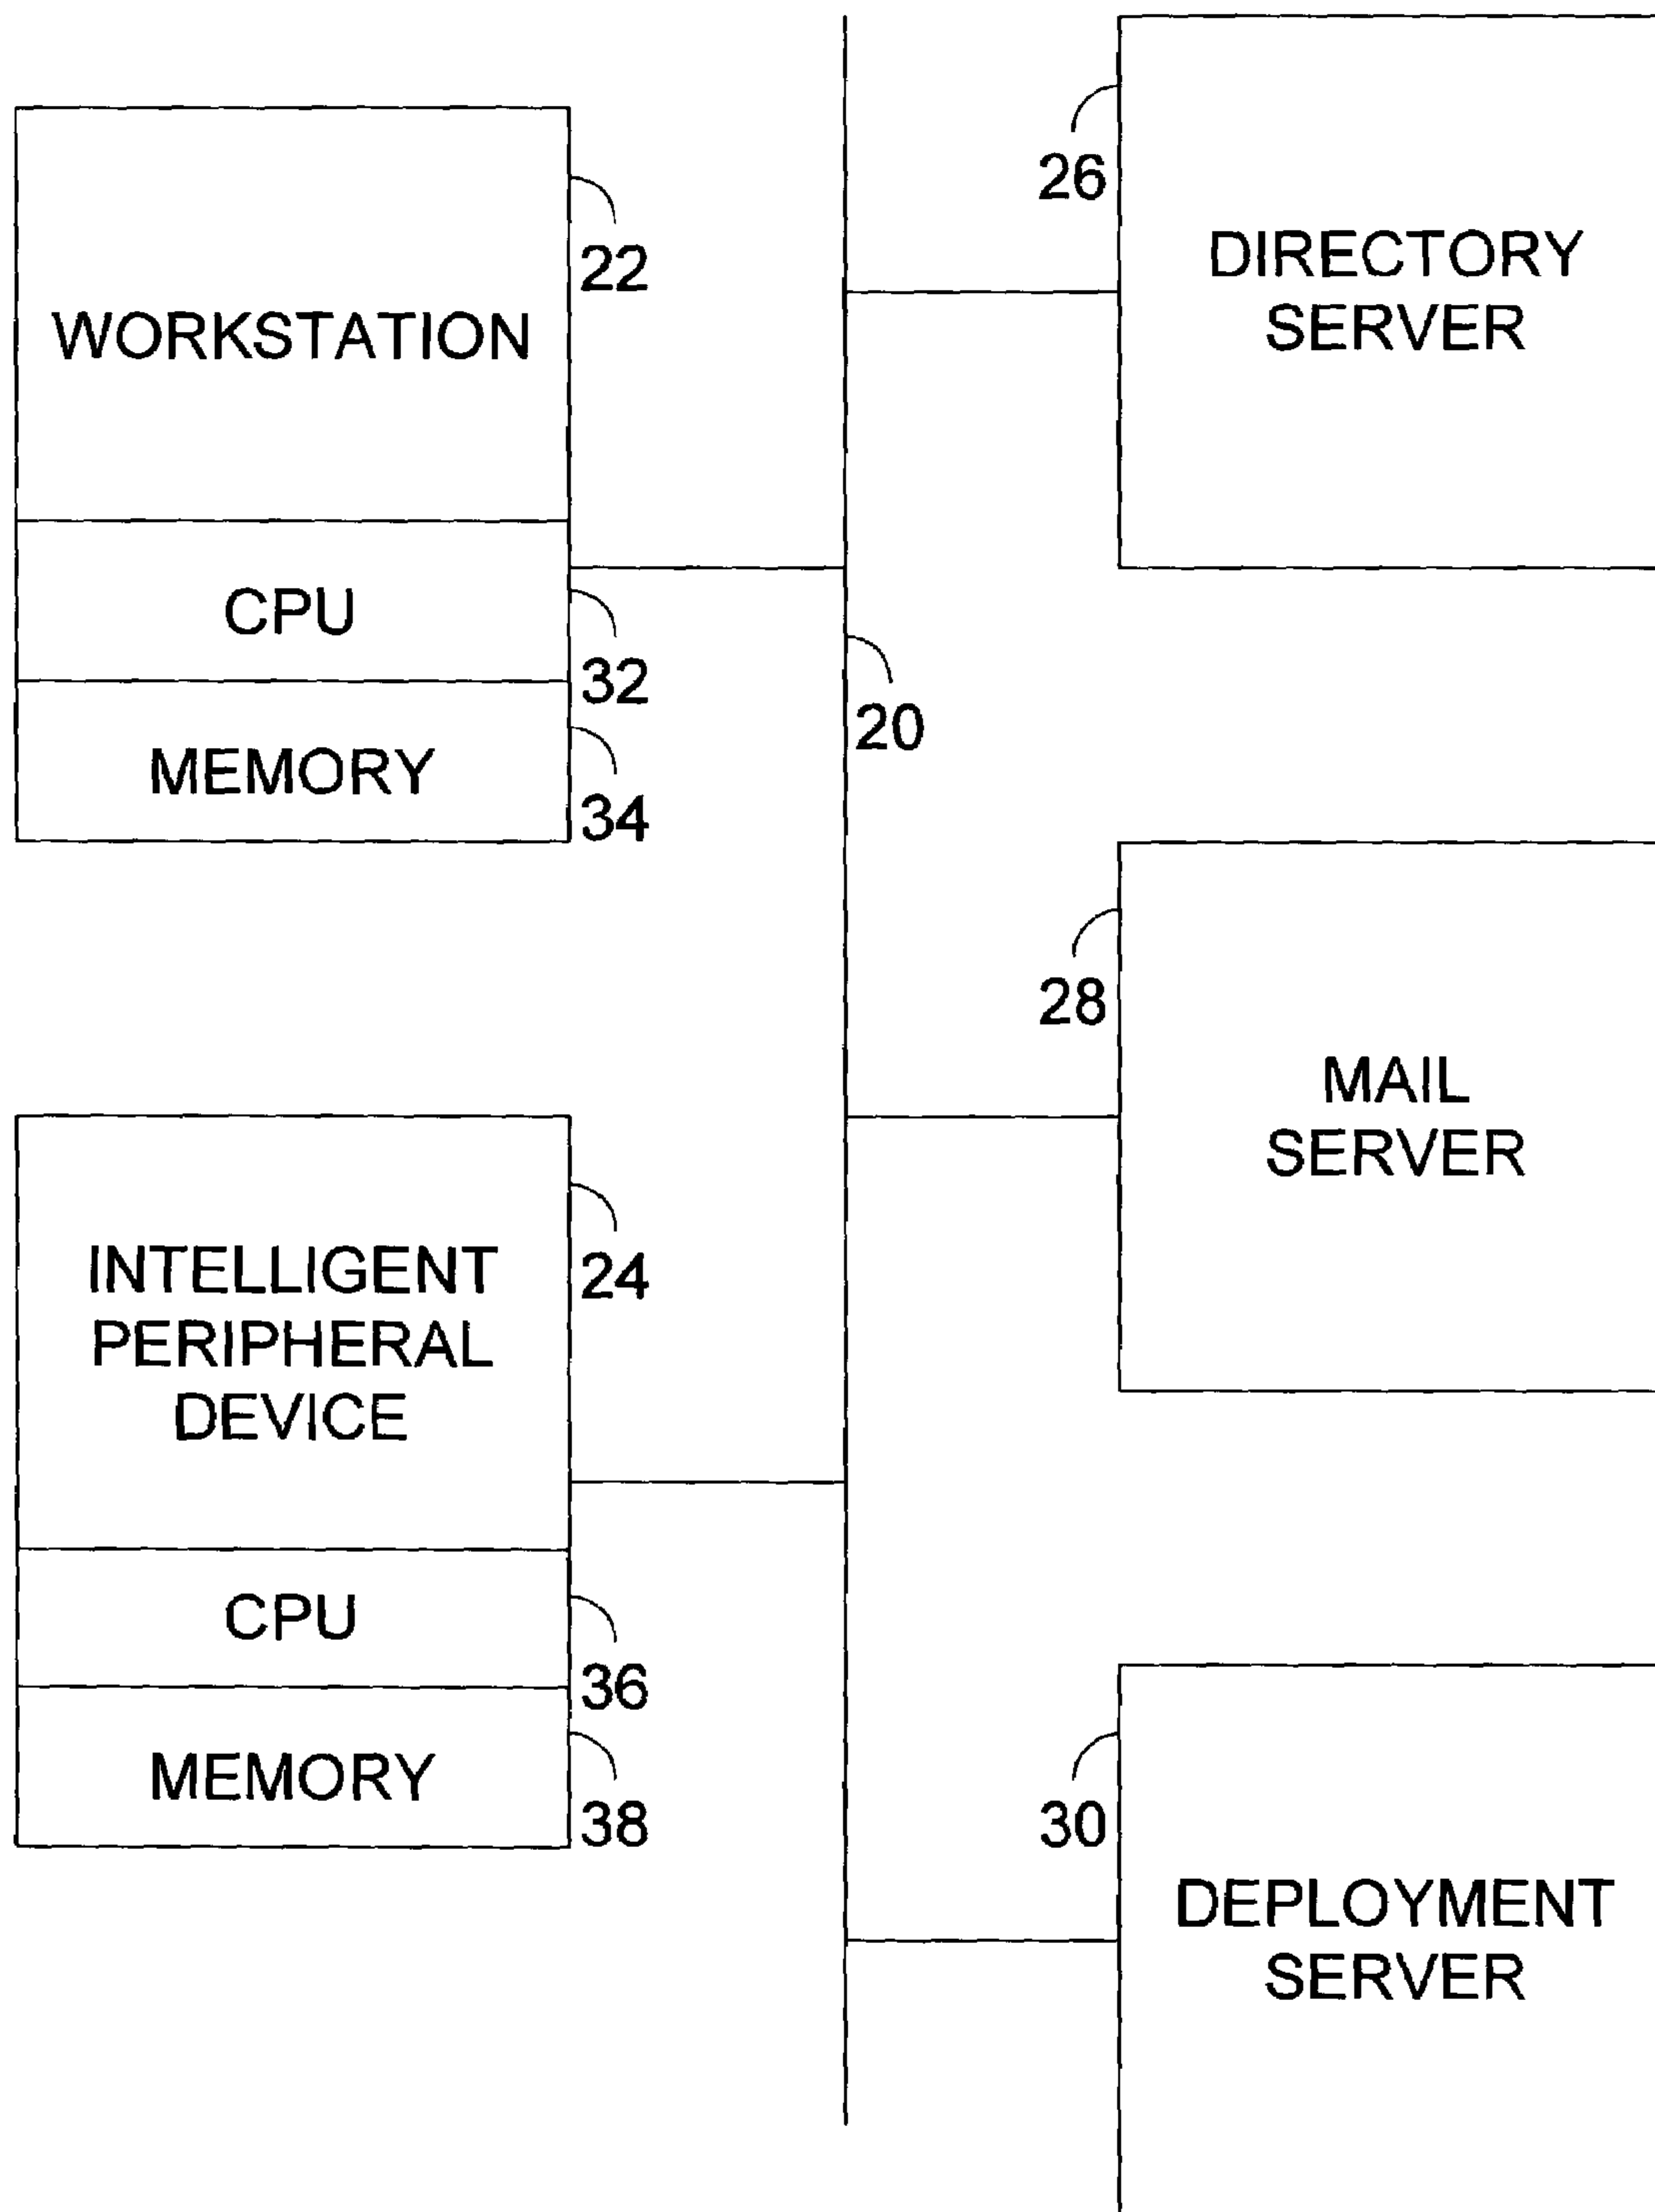 22
WORKSTATION
CPU
32
MEMORY
34
INTELLIGENT
PERIPHERAL
DEVICE
24
CPU
36
MEMORY
38
20
26
DIRECTORY
SERVER
28
MAIL
SERVER
30
DEPLOYMENT
SERVER